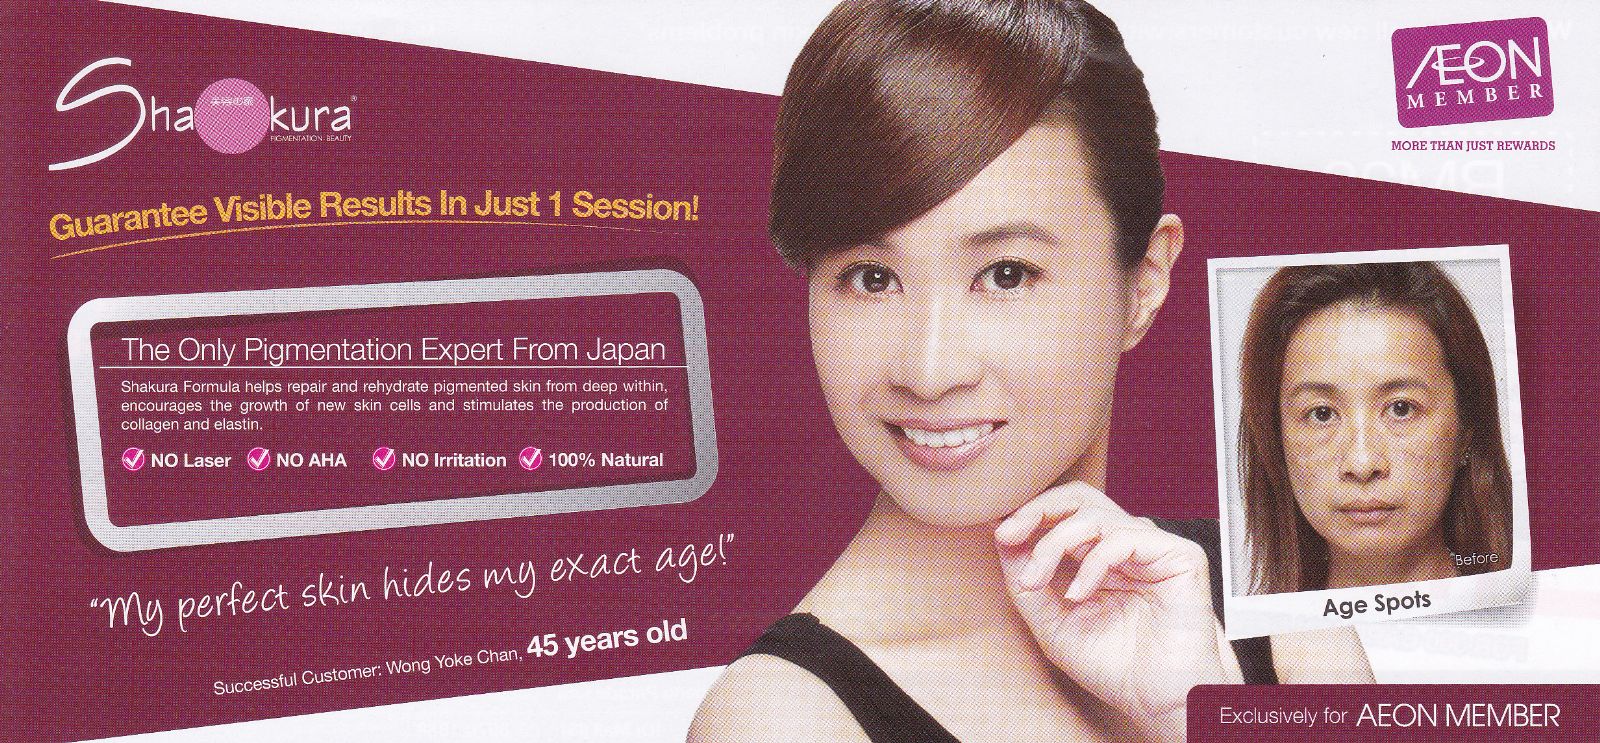 Shakura®
PIGMENTATION BEAUTY
Guarantee Visible Results In Just 1 Session!
The Only Pigmentation Expert From Japan
Shakura Formula helps repair and rehydrate pigmented skin from deep within,
encourages the growth of new skin cells and stimulates the production of
collagen and elastin.
NO Laser NO AHA NO Irritation 100% Natural
"My perfect skin hides my exact age!"
Successful Customer: Wong Yoke Chan, 45 years old
AEON
MEMBER
MORE THAN JUST REWARDS
Before
Age Spots
Exclusively for AEON MEMBER